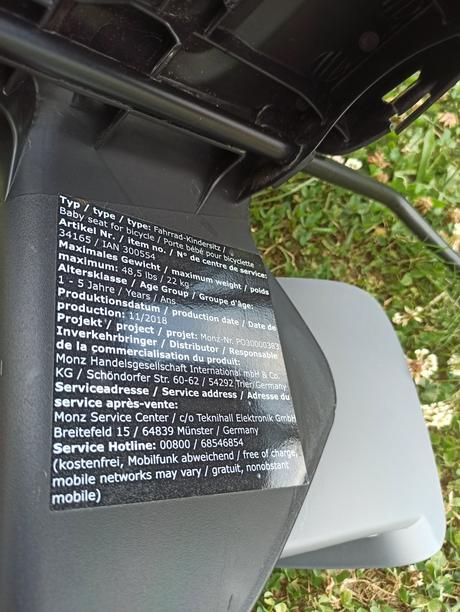 Typ / type / type: Fahrrad-Kindersitz /
Baby seat for bicycle / Porte bébé pour bicyclette
Artikel Nr. / item no. / N° de centre de service:
34165 / IAN 300554
Maximales Gewicht / maximum weight / poids
maximum: 48,5 lbs / 22 kg
Altersklasse / Age Group / Groupe d'âge:
1 - 5 Jahre / Years / Ans
Produktionsdatum / production date / Date de
Production: 11/2018
Projekt / project / projet: Monz-Nr. PO30000383
Inverkehrbringer / Distributor / Responsable
de la commercialisation du produit:
Monz Handelsgesellschaft International mbH & Co.
KG / Schöndorfer Str. 60-62 / 54292 Trier/Germany
Serviceadresse / Service address / Adresse du
service après-vente:
Monz Service Center / c/o Teknihall Elektronik GmbH
Breitefeld 15 / 64839 Münster / Germany
Service Hotline: 00800 / 68546854
(kostenfrei, Mobilfunk abweichend / free of charge,
mobile networks may vary / gratuit, nonobstant
mobile)